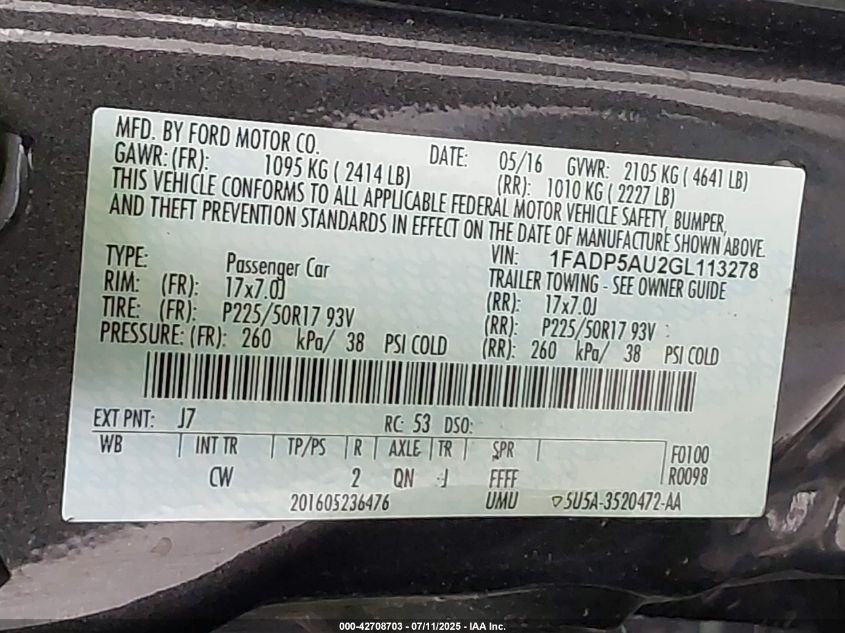 MFD. BY FORD MOTOR CO. DATE: 05/16 GVWR: 2105 KG ( 4641 LB)
GAWR: (FR): 1095 KG ( 2414 LB) (RR): 1010 KG ( 2227 LB)
THIS VEHICLE CONFORMS TO ALL APPLICABLE FEDERAL MOTOR VEHICLE SAFETY, BUMPER,
AND THEFT PREVENTION STANDARDS IN EFFECT ON THE DATE OF MANUFACTURE SHOWN ABOVE.
VIN: 1FADP5AU2GL113278
TYPE: Passenger Car TRAILER TOWING - SEE OWNER GUIDE
RIM: (FR): 17x7.0J (RR): 17x7.0J
TIRE: (FR): P225/50R17 93V (RR): P225/50R17 93V
PRESSURE: (FR): 260 kPa/ 38 PSI COLD (RR): 260 kPa/ 38 PSI COLD
EXT PNT: J7 RC: 53 DSO:
WB INT TR TP/PS R AXLE TR SPR F0100
CW 2 QN J FFFF R0098
201605236476 UMU 5U5A-3520472-AA
000-42708703 - 07/11/2025 - IAA Inc.